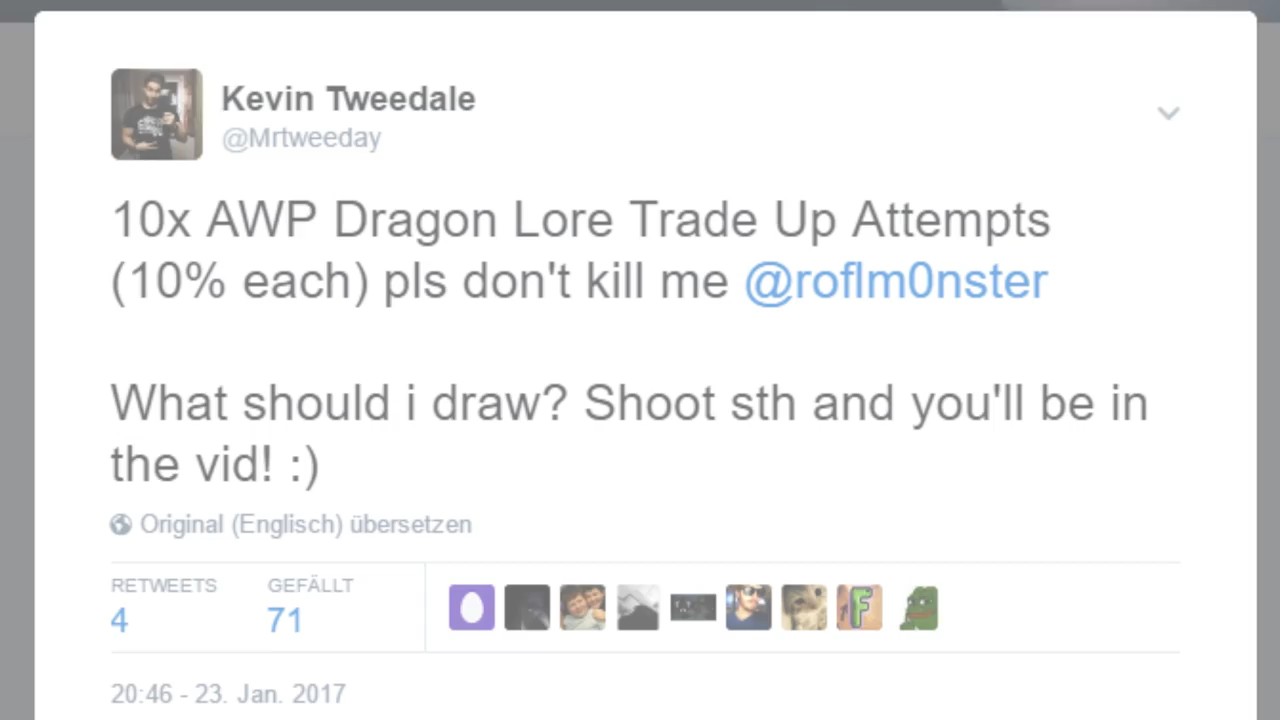 Kevin Tweedale
@Mrtweeday
10x AWP Dragon Lore Trade Up Attempts
(10% each) pls don't kill me @roflm0nster
What should i draw? Shoot sth and you'll be in
the vid! :)
Original (Englisch) übersetzen
RETWEETS GEFÄLLT
4 71
F
20:46 - 23. Jan. 2017